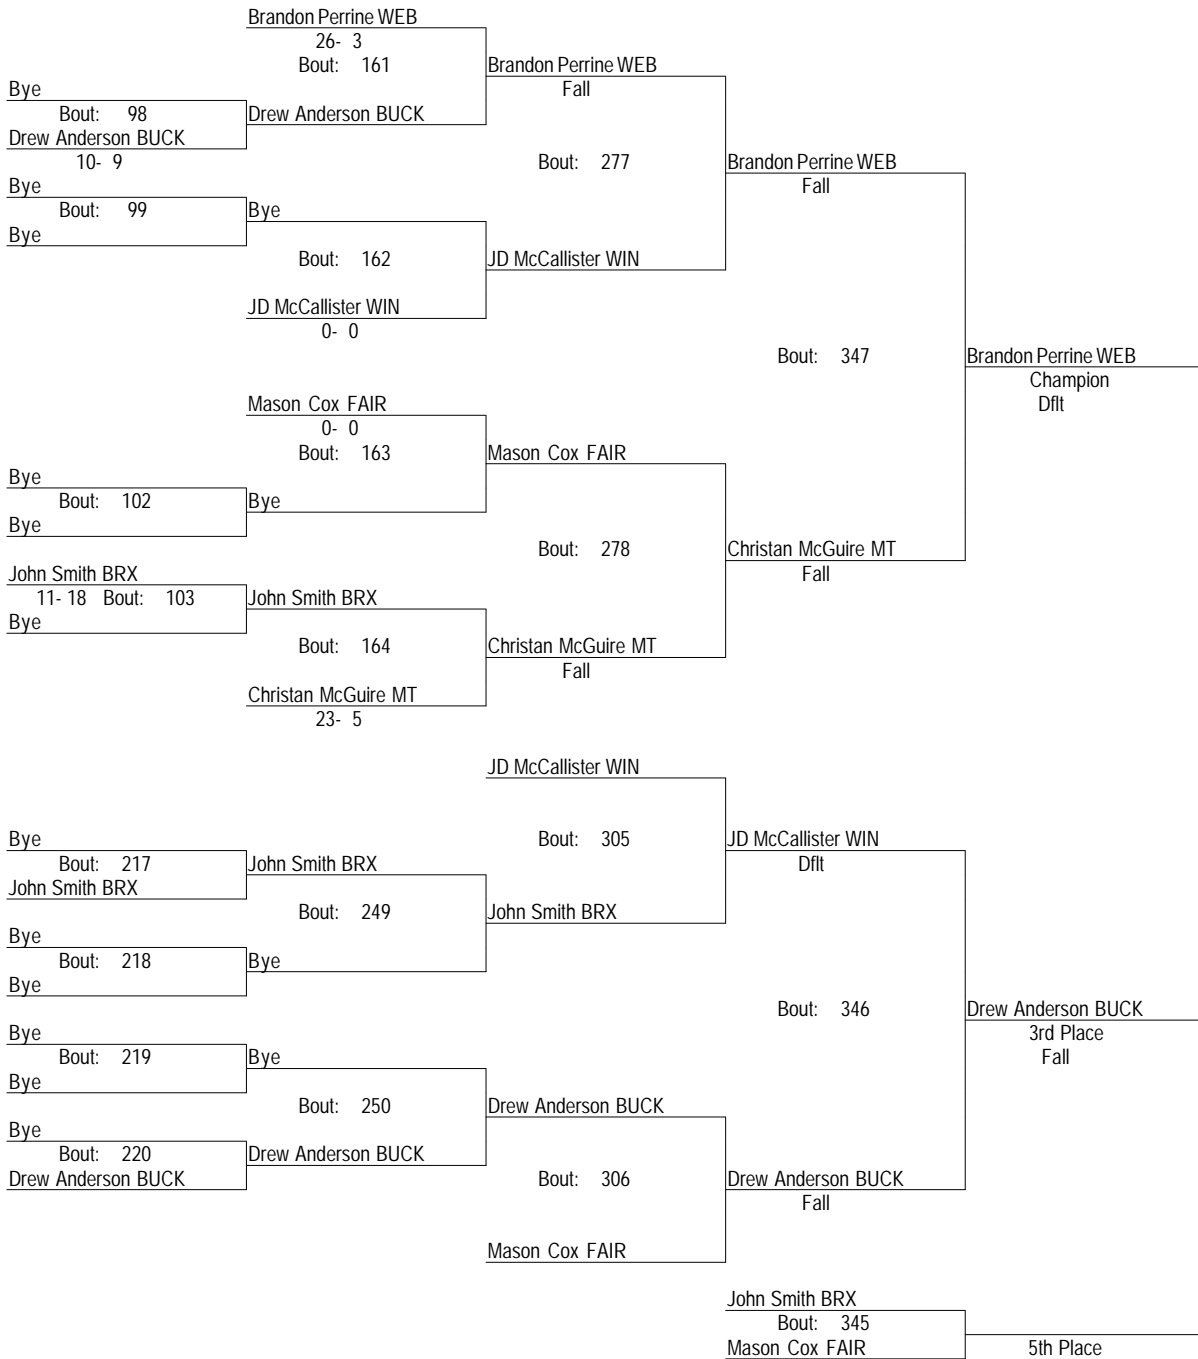 Brandon Perrine WEB
26- 3
Bout: 161
Brandon Perrine WEB
Fall
Bye
Bout: 98
Drew Anderson BUCK
Drew Anderson BUCK
10- 9
Bout: 277
Brandon Perrine WEB
Fall
Bye
Bout: 99
Bye
Bye
Bout: 162
JD McCallister WIN
JD McCallister WIN
0- 0
Bout: 347
Brandon Perrine WEB
Champion
Dflt
Mason Cox FAIR
0- 0
Bout: 163
Mason Cox FAIR
Bye
Bout: 102
Bye
Bye
Bout: 278
Christan McGuire MT
Fall
John Smith BRX
11- 18 Bout: 103
John Smith BRX
Bye
Bout: 164
Christan McGuire MT
Fall
Christan McGuire MT
23- 5
JD McCallister WIN
Bout: 305
JD McCallister WIN
Dflt
Bye
Bout: 217
John Smith BRX
John Smith BRX
Bout: 249
John Smith BRX
Bye
Bout: 218
Bye
Bye
Bout: 346
Drew Anderson BUCK
3rd Place
Fall
Bye
Bout: 219
Bye
Bye
Bout: 250
Drew Anderson BUCK
Bye
Bout: 220
Drew Anderson BUCK
Drew Anderson BUCK
Bout: 306
Drew Anderson BUCK
Fall
Mason Cox FAIR
John Smith BRX
Bout: 345
Mason Cox FAIR
5th Place